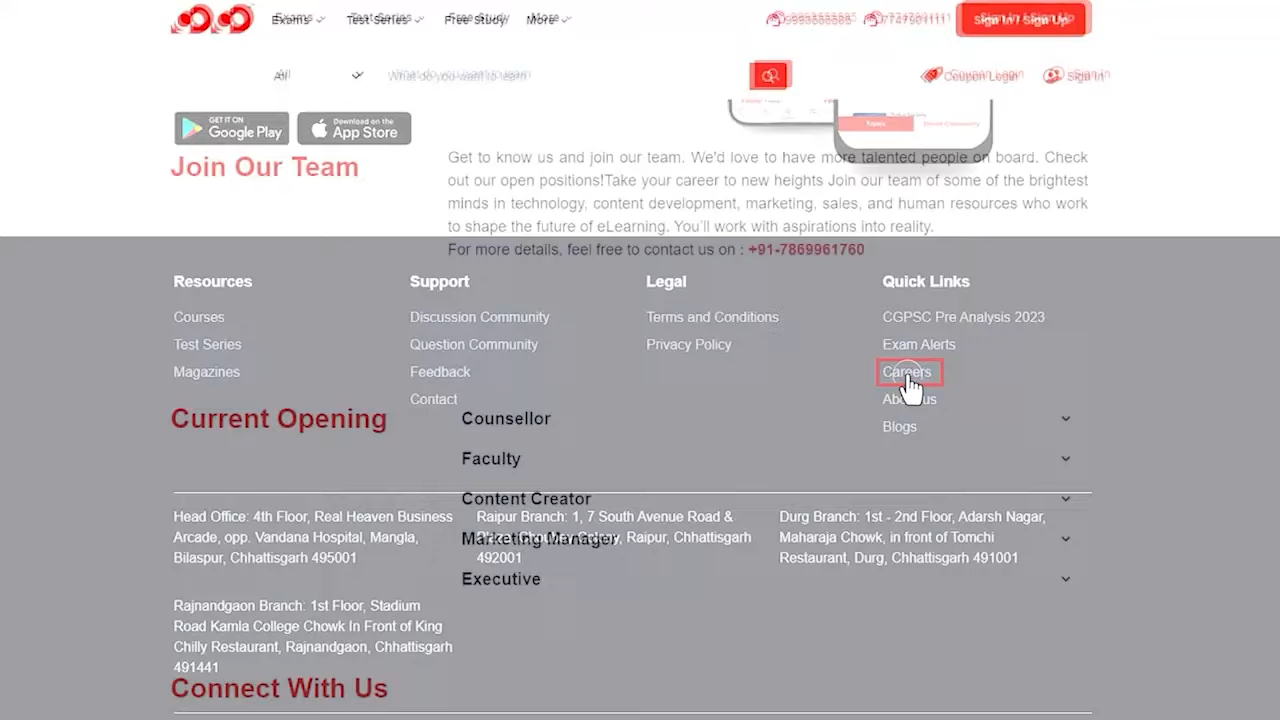 Exams
Test Series
Free Study
More
Sign In / Sign Up
All
What do you want to learn
Coupon Login
Sign In
GET IT ON
Google Play
Download on the
App Store
Join Our Team
Get to know us and join our team. We'd love to have more talented people on board. Check
out our open positions!Take your career to new heights Join our team of some of the brightest
minds in technology, content development, marketing, sales, and human resources who work
to shape the future of eLearning. You'll work with aspirations into reality.
For more details, feel free to contact us on : +91-7869961760
Resources
Courses
Test Series
Magazines
Support
Discussion Community
Question Community
Feedback
Contact
Legal
Terms and Conditions
Privacy Policy
Quick Links
CGPSC Pre Analysis 2023
Exam Alerts
Careers
About us
Blogs
Current Opening
Counsellor
Faculty
Content Creator
Marketing Manager
Executive
Head Office: 4th Floor, Real Heaven Business
Arcade, opp. Vandana Hospital, Mangla,
Bilaspur, Chhattisgarh 495001
Raipur Branch: 1, 7 South Avenue Road &
Raipur, Chhattisgarh
492001
Durg Branch: 1st - 2nd Floor, Adarsh Nagar,
Maharaja Chowk, in front of Tomchi
Restaurant, Durg, Chhattisgarh 491001
Rajnandgaon Branch: 1st Floor, Stadium
Road Kamla College Chowk In Front of King
Chilly Restaurant, Rajnandgaon, Chhattisgarh
491441
Connect With Us